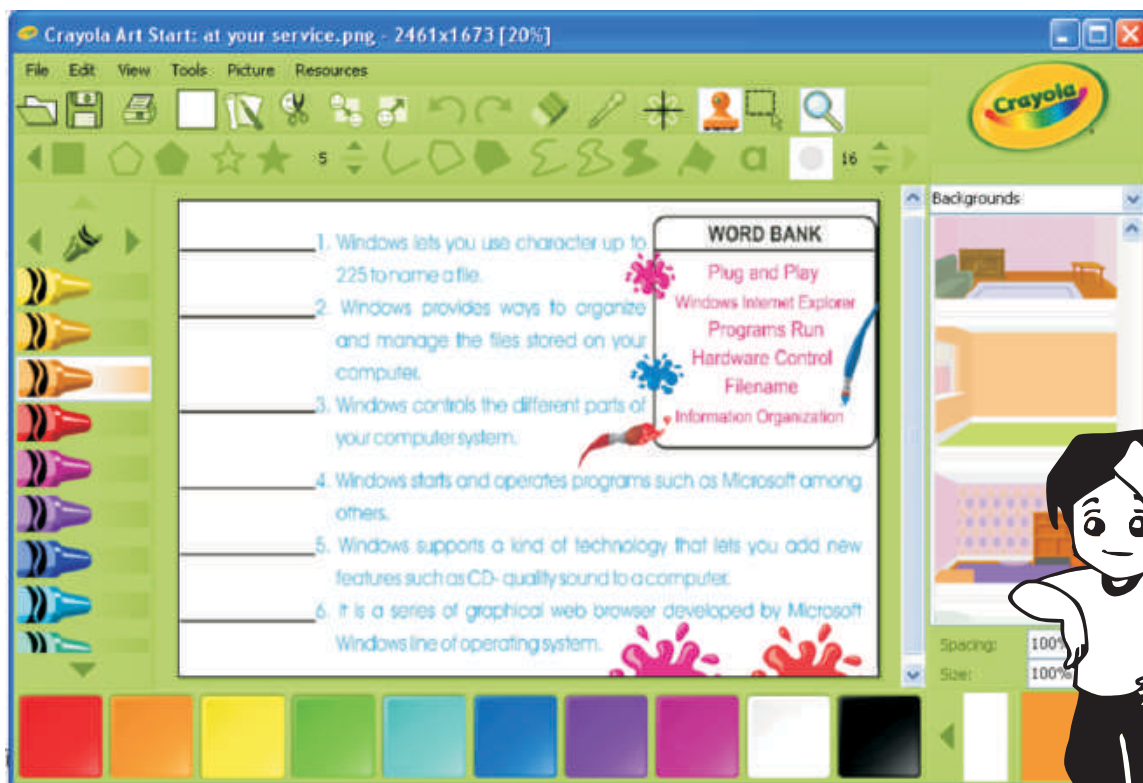 Crayola Art Start: at your service.png - 2461x1673 [20%]
File Edit View Tools Picture Resources
Crayola
5
a
16
Backgrounds
WORD BANK
Plug and Play
Windows Internet Explorer
Programs Run
Hardware Control
Filename
Information Organization
1. Windows lets you use character up to
225 to name a file.
2. Windows provides ways to organize
and manage the files stored on your
computer.
3. Windows controls the different parts of
your computer system.
4. Windows starts and operates programs such as Microsoft among
others.
5. Windows supports a kind of technology that lets you add new
features such as CD- quality sound to a computer.
6. It is a series of graphical web browser developed by Microsoft
Windows line of operating system.
Spacing: 100%
Size: 100%